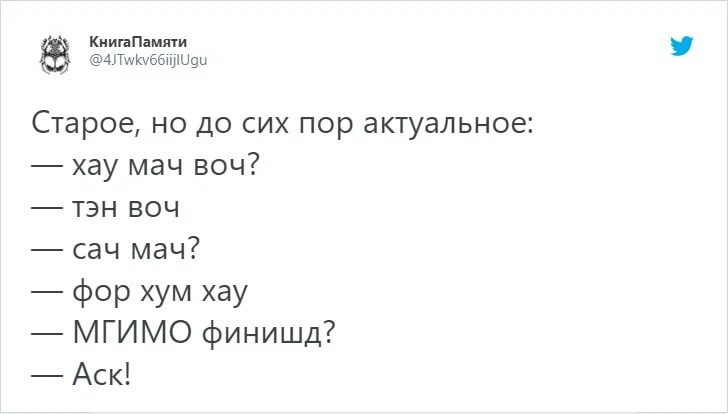 КнигаПамяти
@4JTwkv66iijlUgu
Старое, но до сих пор актуальное:
— хау мач воч?
— тэн воч
— сач мач?
— фор хум хау
— МГИМО финишд?
— Аск!